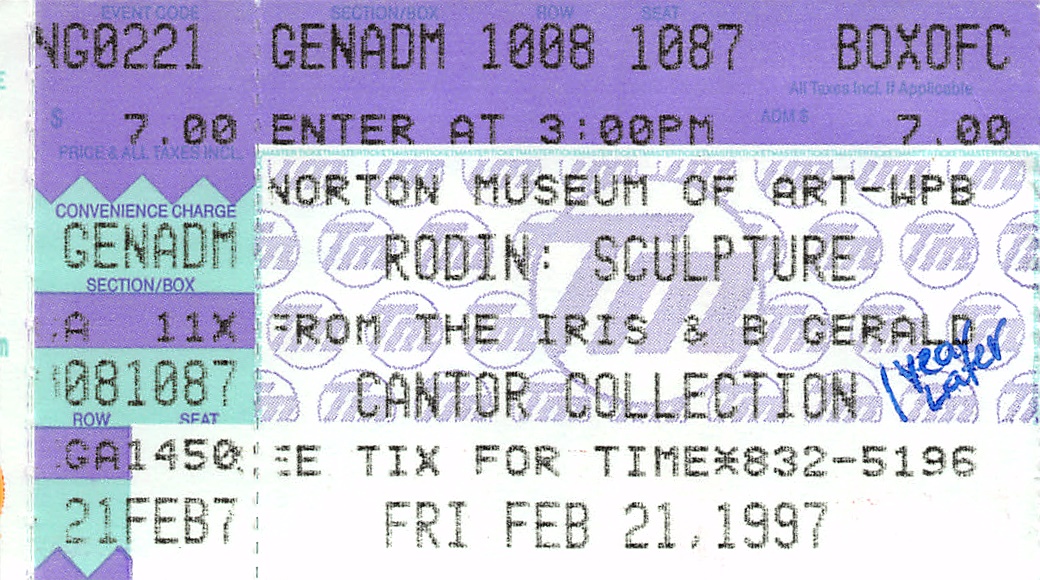 EVENT CODE SECTION/BOX ROW SEAT
NG0221 GENADM 1008 1087 BOXOFC
All Taxes Incl. If Applicable
$ 7.00 ENTER AT 3:00PM ADM $ 7.00
PRICE & ALL TAXES INCL.
NORTON MUSEUM OF ART-WPB
CONVENIENCE CHARGE
GENADM RODIN: SCULPTURE
SECTION/BOX
.A 11X FROM THE IRIS & B GERALD
1 year
Later
081087 CANTOR COLLECTION
ROW SEAT
GA1450 EE TIX FOR TIME*832-5196
21FEB7 FRI FEB 21,1997